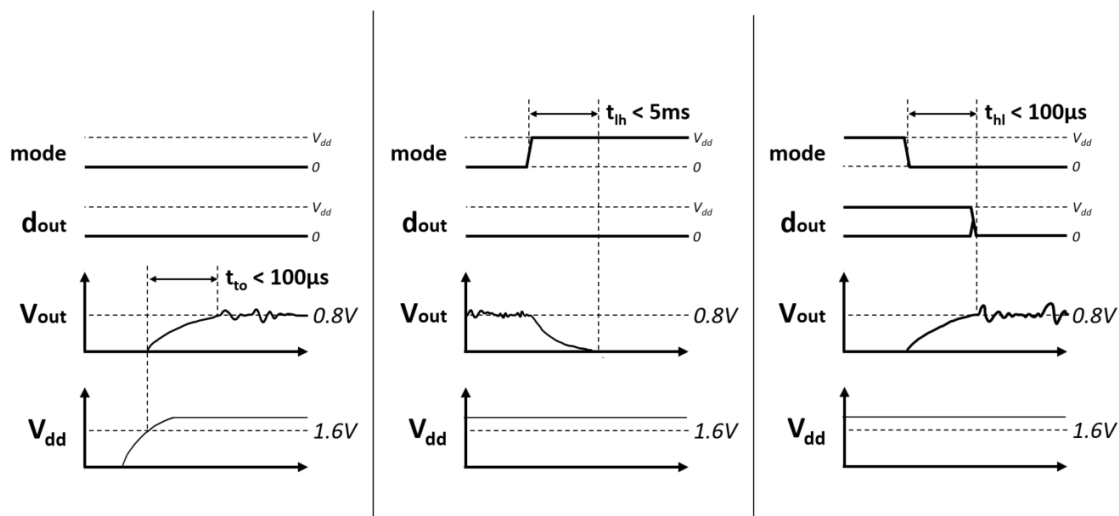 mode
V_dd
0
d_out
V_dd
0
t_to < 100µs
V_out
0.8V
V_dd
1.6V
t_lh < 5ms
mode
V_dd
0
d_out
V_dd
0
V_out
0.8V
V_dd
1.6V
t_hl < 100µs
mode
V_dd
0
d_out
V_dd
0
V_out
0.8V
V_dd
1.6V